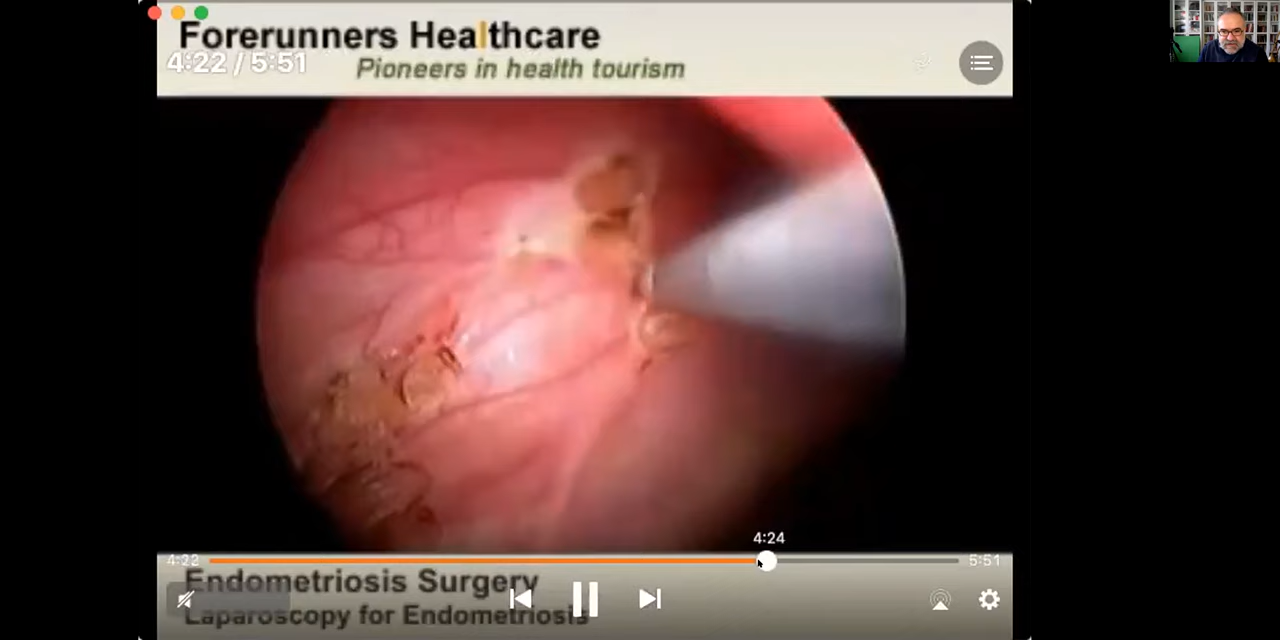 Forerunners Healthcare
4:22 / 5:51
Pioneers in health tourism
4:24
4:22
5:51
Endometriosis Surgery
Laparoscopy for Endometriosis